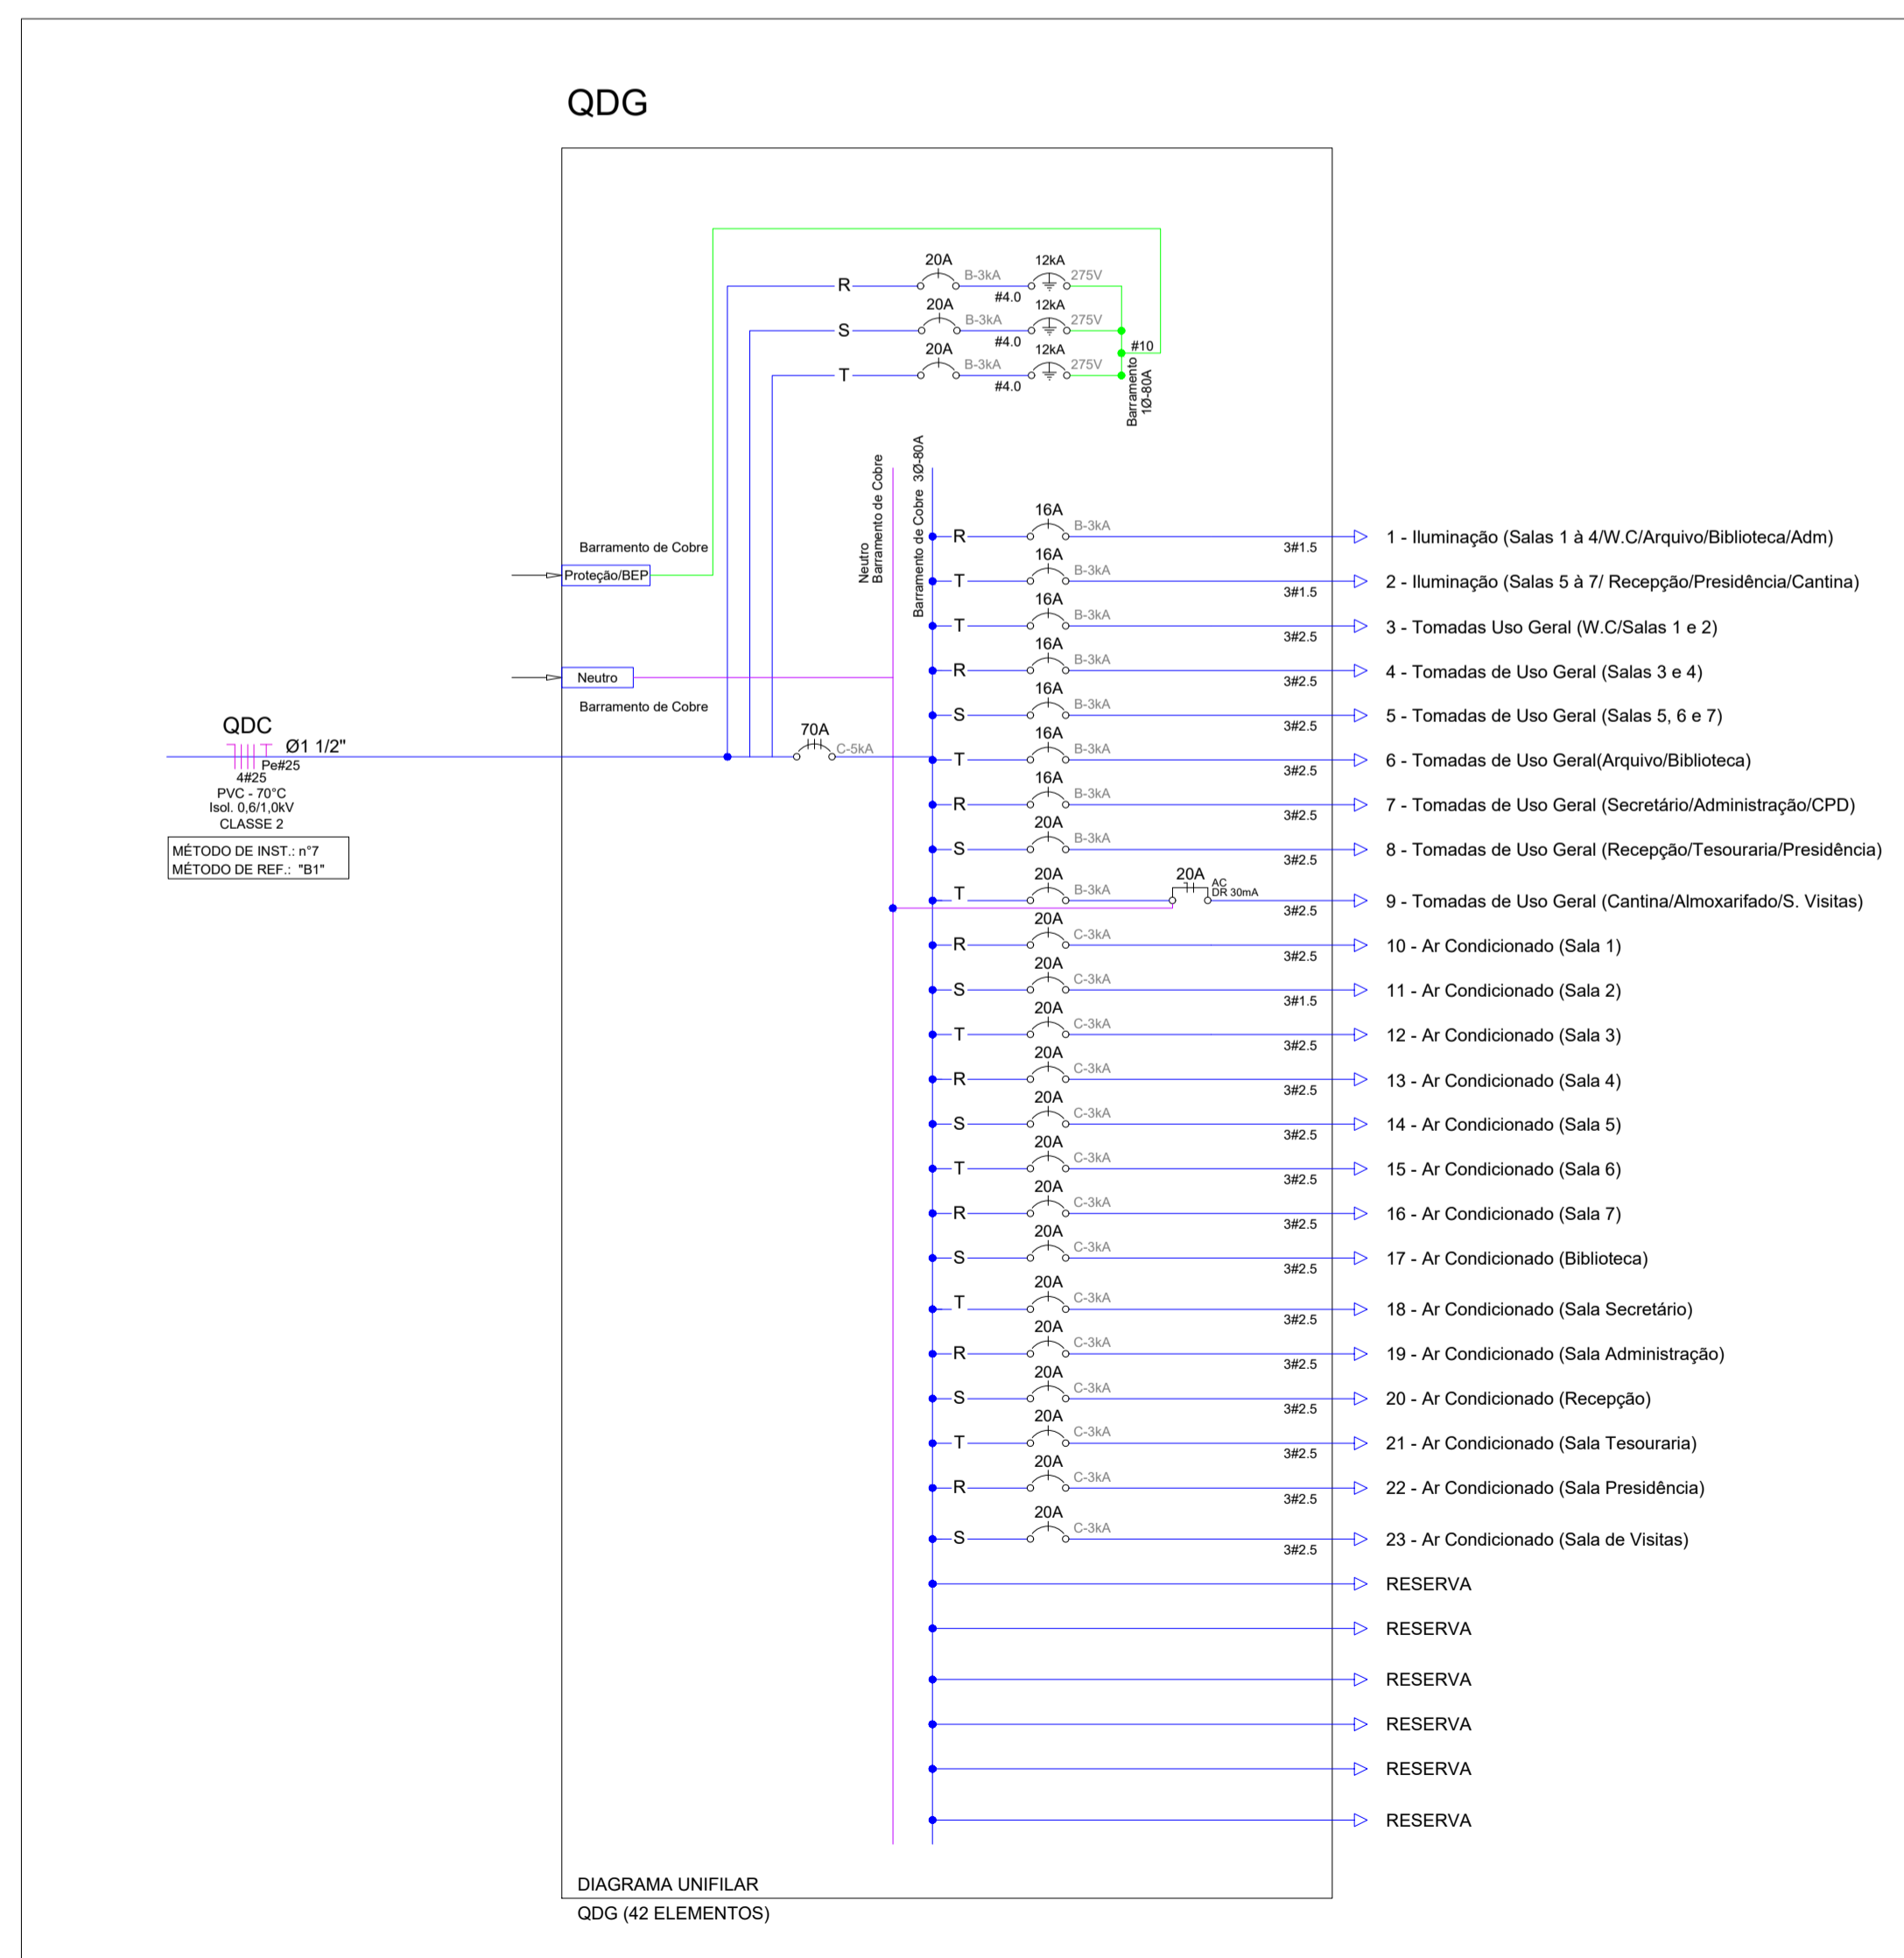 QDG
20A
B-3kA
12kA
275V
R
#4.0
20A
B-3kA
12kA
275V
S
#4.0
#10
20A
B-3kA
12kA
275V
T
#4.0
Barramento
1Ø-80A
Neutro
Barramento de Cobre
Barramento de Cobre 3Ø-80A
Barramento de Cobre
Proteção/BEP
Neutro
Barramento de Cobre
QDC
Ø1 1/2"
Pe#25
4#25
PVC - 70°C
Isol. 0,6/1,0kV
CLASSE 2
MÉTODO DE INST.: n°7
MÉTODO DE REF.: "B1"
70A
C-5kA
R 16A B-3kA 3#1.5 1 - Iluminação (Salas 1 à 4/W.C/Arquivo/Biblioteca/Adm)
T 16A B-3kA 3#1.5 2 - Iluminação (Salas 5 à 7/ Recepção/Presidência/Cantina)
T 16A B-3kA 3#2.5 3 - Tomadas Uso Geral (W.C/Salas 1 e 2)
R 16A B-3kA 3#2.5 4 - Tomadas de Uso Geral (Salas 3 e 4)
S 16A B-3kA 3#2.5 5 - Tomadas de Uso Geral (Salas 5, 6 e 7)
T 16A B-3kA 3#2.5 6 - Tomadas de Uso Geral(Arquivo/Biblioteca)
R 16A B-3kA 3#2.5 7 - Tomadas de Uso Geral (Secretário/Administração/CPD)
S 20A B-3kA 3#2.5 8 - Tomadas de Uso Geral (Recepção/Tesouraria/Presidência)
T 20A B-3kA 20A AC DR 30mA 3#2.5 9 - Tomadas de Uso Geral (Cantina/Almoxarifado/S. Visitas)
R 20A C-3kA 3#2.5 10 - Ar Condicionado (Sala 1)
S 20A C-3kA 3#1.5 11 - Ar Condicionado (Sala 2)
T 20A C-3kA 3#2.5 12 - Ar Condicionado (Sala 3)
R 20A C-3kA 3#2.5 13 - Ar Condicionado (Sala 4)
S 20A C-3kA 3#2.5 14 - Ar Condicionado (Sala 5)
T 20A C-3kA 3#2.5 15 - Ar Condicionado (Sala 6)
R 20A C-3kA 3#2.5 16 - Ar Condicionado (Sala 7)
S 20A C-3kA 3#2.5 17 - Ar Condicionado (Biblioteca)
T 20A C-3kA 3#2.5 18 - Ar Condicionado (Sala Secretário)
R 20A C-3kA 3#2.5 19 - Ar Condicionado (Sala Administração)
S 20A C-3kA 3#2.5 20 - Ar Condicionado (Recepção)
T 20A C-3kA 3#2.5 21 - Ar Condicionado (Sala Tesouraria)
R 20A C-3kA 3#2.5 22 - Ar Condicionado (Sala Presidência)
S 20A C-3kA 3#2.5 23 - Ar Condicionado (Sala de Visitas)
RESERVA
RESERVA
RESERVA
RESERVA
RESERVA
RESERVA
DIAGRAMA UNIFILAR
QDG (42 ELEMENTOS)